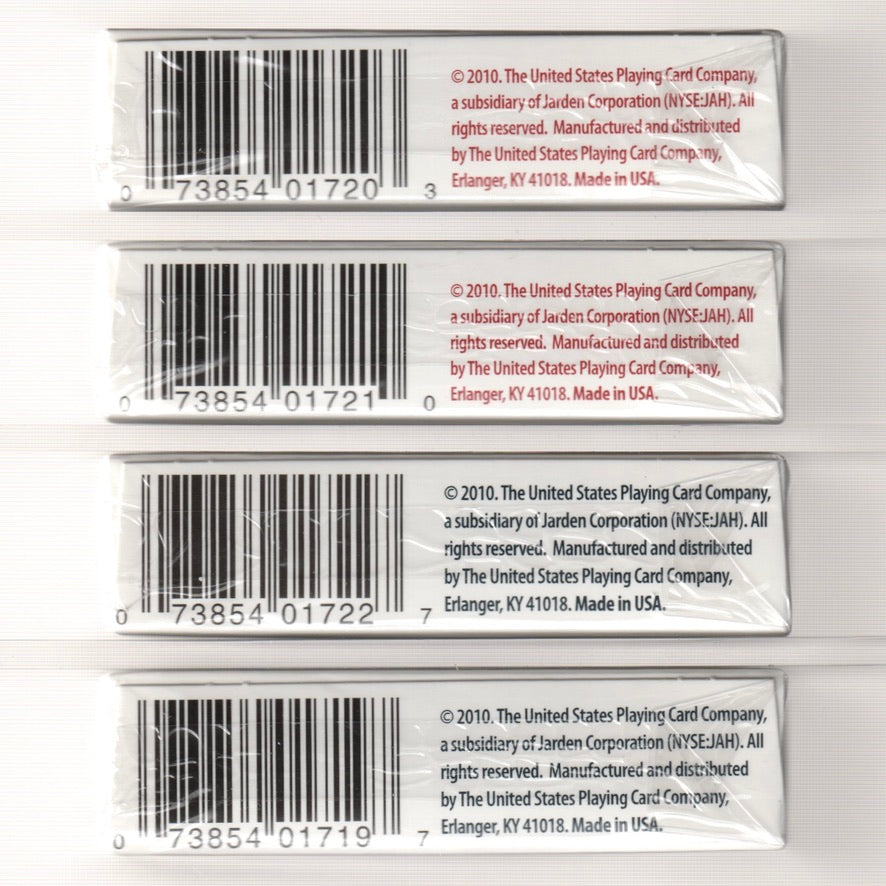 0 73854 01720 3
© 2010. The United States Playing Card Company,
a subsidiary of Jarden Corporation (NYSE:JAH). All
rights reserved. Manufactured and distributed
by The United States Playing Card Company,
Erlanger, KY 41018. Made in USA.
0 73854 01721 0
© 2010. The United States Playing Card Company,
a subsidiary of Jarden Corporation (NYSE:JAH). All
rights reserved. Manufactured and distributed
by The United States Playing Card Company,
Erlanger, KY 41018. Made in USA.
0 73854 01722 7
© 2010. The United States Playing Card Company,
a subsidiary of Jarden Corporation (NYSE:JAH). All
rights reserved. Manufactured and distributed
by The United States Playing Card Company,
Erlanger, KY 41018. Made in USA.
0 73854 01719 7
© 2010. The United States Playing Card Company,
a subsidiary of Jarden Corporation (NYSE:JAH). All
rights reserved. Manufactured and distributed
by The United States Playing Card Company,
Erlanger, KY 41018. Made in USA.